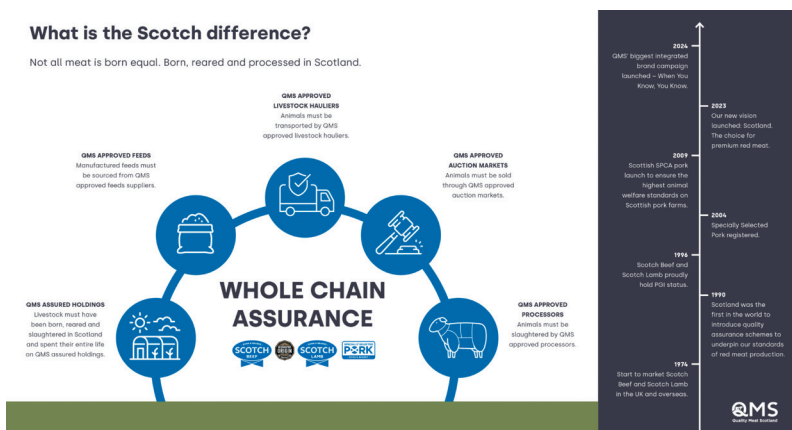 What is the Scotch difference?
Not all meat is born equal. Born, reared and processed in Scotland.
QMS APPROVED
LIVESTOCK HAULIERS
Animals must be
transported by QMS
approved livestock hauliers.
QMS APPROVED FEEDS
Manufactured feeds must
be sourced from QMS
approved feeds suppliers.
QMS APPROVED
AUCTION MARKETS
Animals must be sold
through QMS approved
auction markets.
QMS ASSURED HOLDINGS
Livestock must have
been born, reared and
slaughtered in Scotland
and spent their entire life
on QMS assured holdings.
WHOLE CHAIN
ASSURANCE
SCOTCH
BEEF
ORIGIN
SCOTCH
LAMB
PORK
QMS APPROVED
PROCESSORS
Animals must be
slaughtered by QMS
approved processors.
2024
QMS' biggest integrated
brand campaign
launched – When You
Know, You Know.
2023
Our new vision
launched: Scotland.
The choice for
premium red meat.
2009
Scottish SPCA pork
launch to ensure the
highest animal
welfare standards on
Scottish pork farms.
2004
Specially Selected
Pork registered.
1996
Scotch Beef and
Scotch Lamb proudly
hold PGI status.
1990
Scotland was the
first in the world to
introduce quality
assurance schemes to
underpin our standards
of red meat production.
1974
Start to market Scotch
Beef and Scotch Lamb
in the UK and overseas.
QMS
Quality Meat Scotland